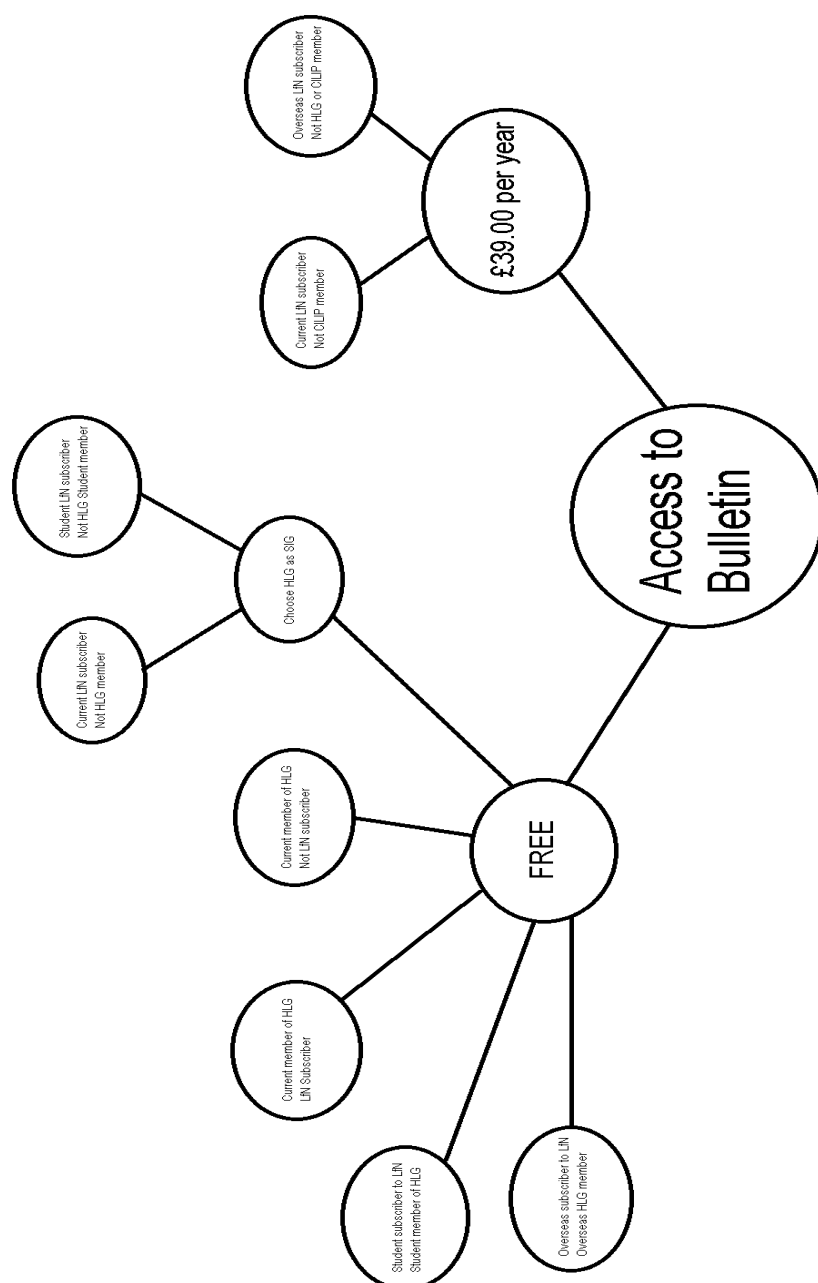 Overseas subscriber to LfN
Overseas HLG member
Student subscriber to LfN
Student member of HLG
Current member of HLG
LfN Subscriber
Current member of HLG
Not LfN subscriber
Current LfN subscriber
Not HLG member
Student LfN subscriber
Not HLG Student member
Choose HLG as SIG
FREE
Current LfN subscriber
Not CILIP member
Overseas LfN subscriber
Not HLG or CILIP member
£39.00 per year
Access to
Bulletin